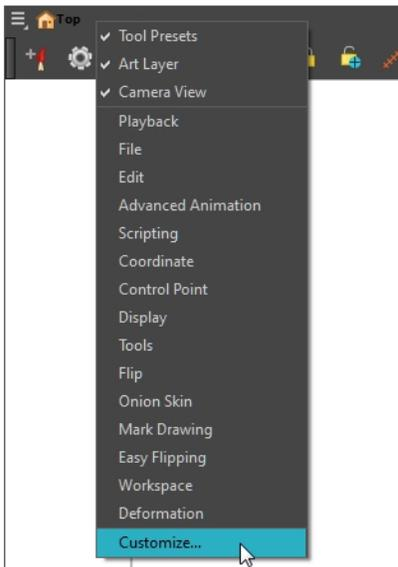 Top
Tool Presets
Art Layer
Camera View
Playback
File
Edit
Advanced Animation
Scripting
Coordinate
Control Point
Display
Tools
Flip
Onion Skin
Mark Drawing
Easy Flipping
Workspace
Deformation
Customize...